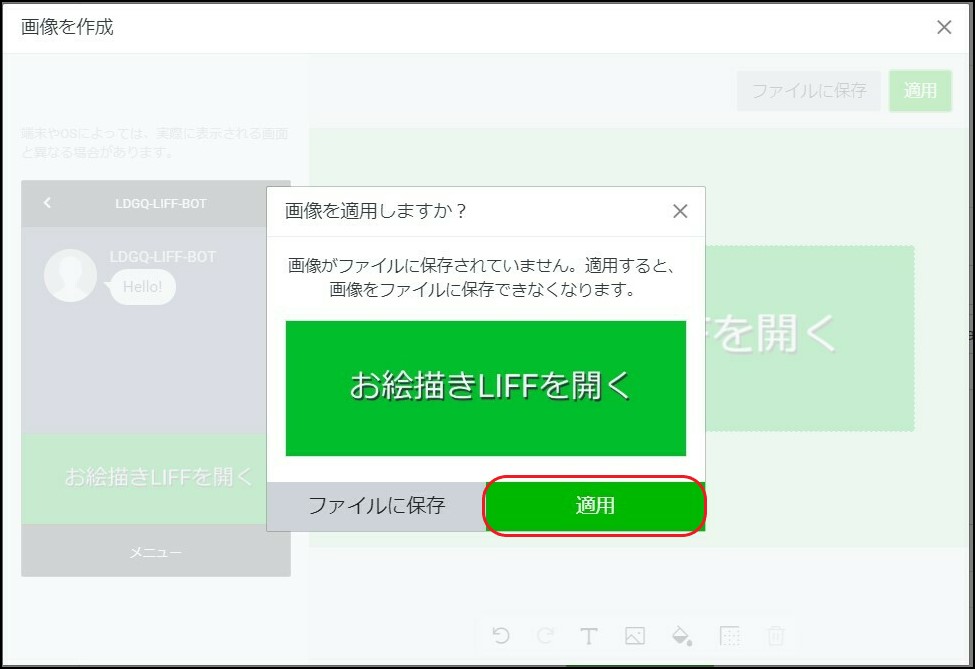 画像を作成
ファイルに保存
適用
端末やOSによっては、実際に表示される画面
と異なる場合があります。
LDGQ-LIFF-BOT
LDGQ-LIFF-BOT
Hello!
お絵描きLIFFを開く
メニュー
画像を適用しますか？
画像がファイルに保存されていません。適用すると、
画像をファイルに保存できなくなります。
お絵描きLIFFを開く
ファイルに保存
適用
Fを開く